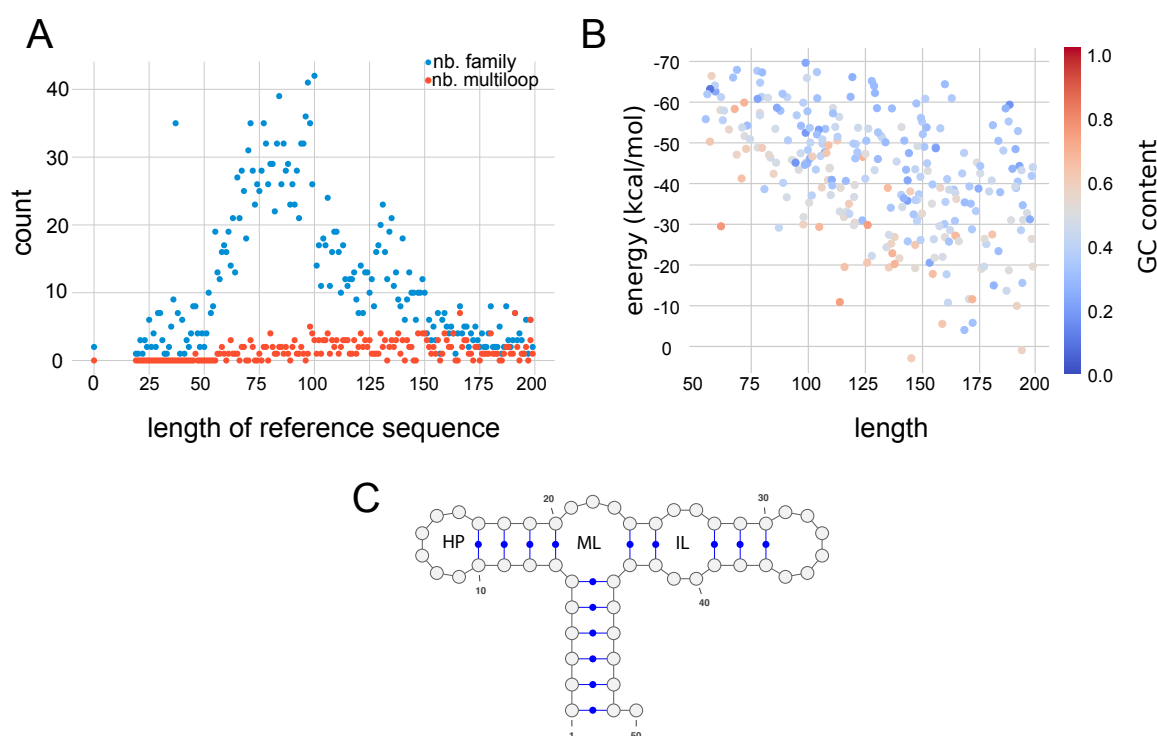 A
nb. family
nb. multiloop
40
30
20
10
0
count
0 25 50 75 100 125 150 175 200
length of reference sequence
B
-70
-60
-50
-40
-30
-20
-10
0
energy (kcal/mol)
50 75 100 125 150 175 200
length
1.0
0.8
0.6
0.4
0.2
0.0
GC content
C
20
30
HP
ML
IL
10
40
1
50